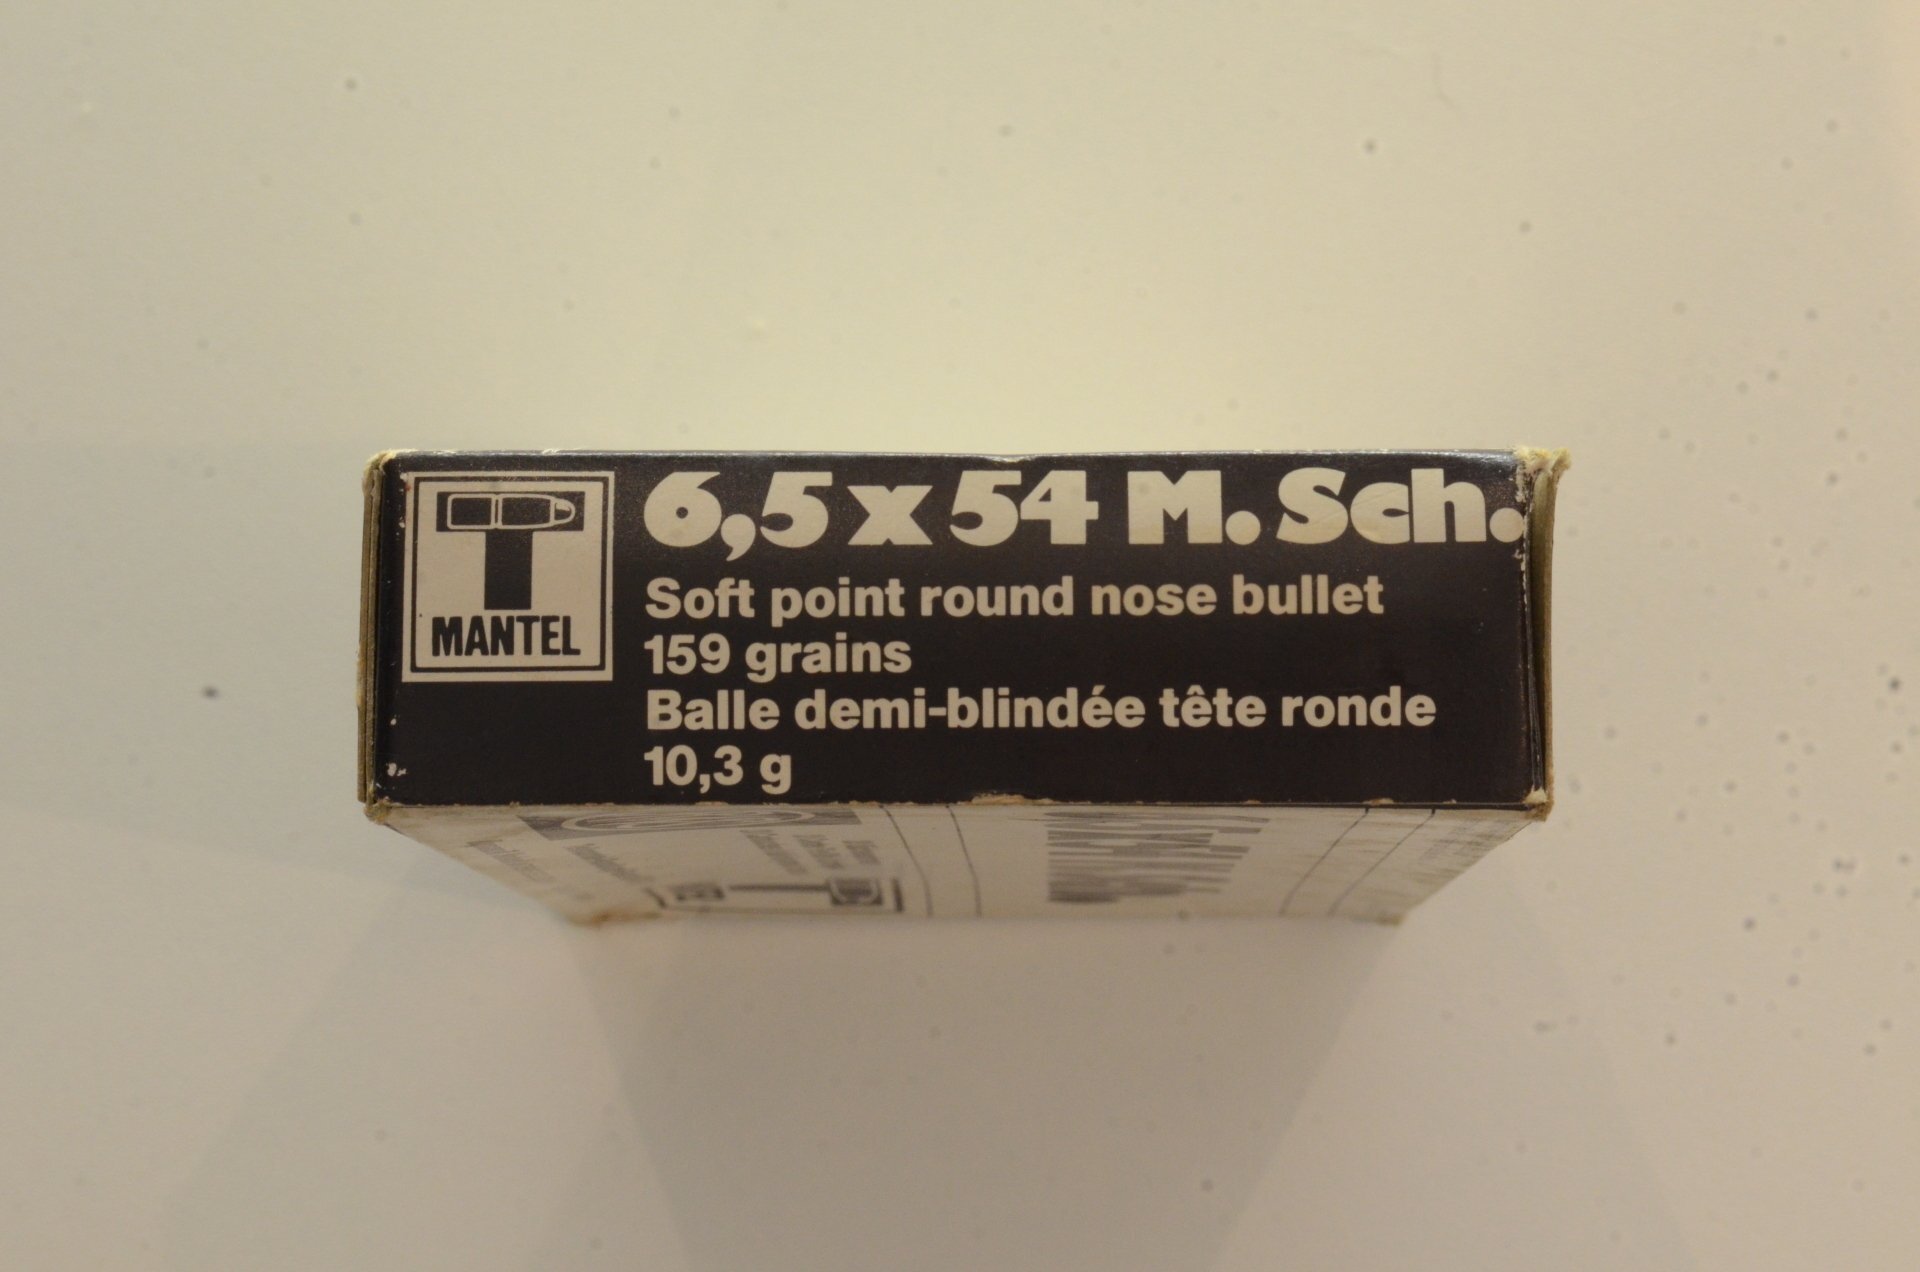 T
MANTEL
6,5 x 54 M. Sch.
Soft point round nose bullet
159 grains
Balle demi-blindée tête ronde
10,3 g